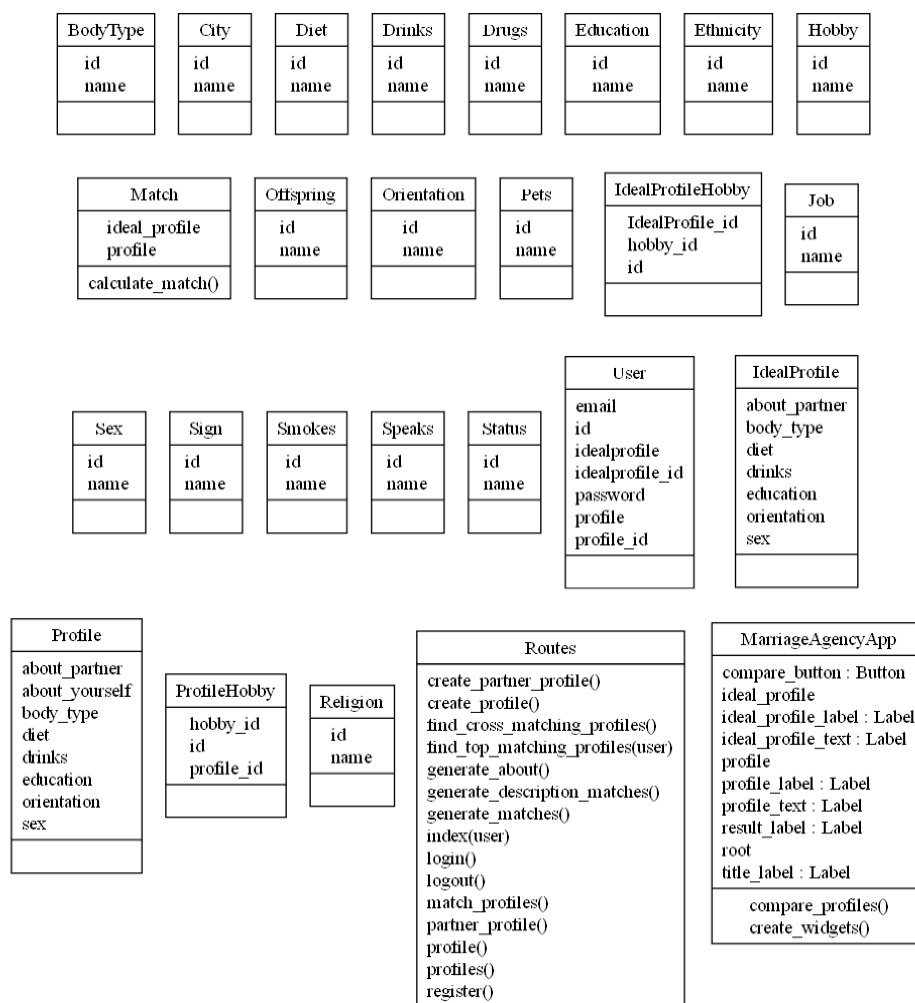 BodyType
id
name
City
id
name
Diet
id
name
Drinks
id
name
Drugs
id
name
Education
id
name
Ethnicity
id
name
Hobby
id
name
Match
ideal_profile
profile
calculate_match()
Offspring
id
name
Orientation
id
name
Pets
id
name
IdealProfileHobby
IdealProfile_id
hobby_id
id
Job
id
name
Sex
id
name
Sign
id
name
Smokes
id
name
Speaks
id
name
Status
id
name
User
email
id
idealprofile
idealprofile_id
password
profile
profile_id
IdealProfile
about_partner
body_type
diet
drinks
education
orientation
sex
Profile
about_partner
about_yourself
body_type
diet
drinks
education
orientation
sex
ProfileHobby
hobby_id
id
profile_id
Religion
id
name
Routes
create_partner_profile()
create_profile()
find_cross_matching_profiles()
find_top_matching_profiles(user)
generate_about()
generate_description_matches()
generate_matches()
index(user)
login()
logout()
match_profiles()
partner_profile()
profile()
profiles()
register()
MarriageAgencyApp
compare_button : Button
ideal_profile
ideal_profile_label : Label
ideal_profile_text : Label
profile
profile_label : Label
profile_text : Label
result_label : Label
root
title_label : Label
compare_profiles()
create_widgets()